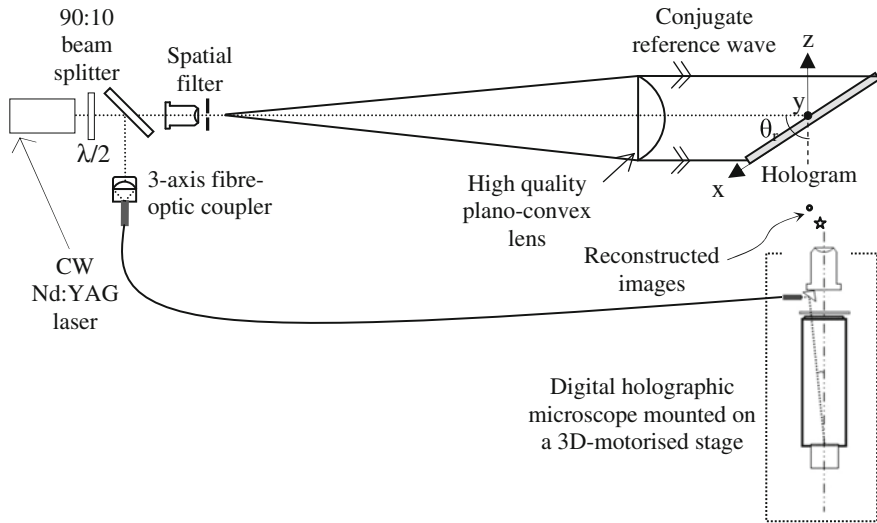 90:10
beam
splitter
Spatial
filter
Conjugate
reference wave
z
y
θr
x
Hologram
λ/2
3-axis fibre-
optic coupler
High quality
plano-convex
lens
Reconstructed
images
CW
Nd:YAG
laser
Digital holographic
microscope mounted on
a 3D-motorised stage